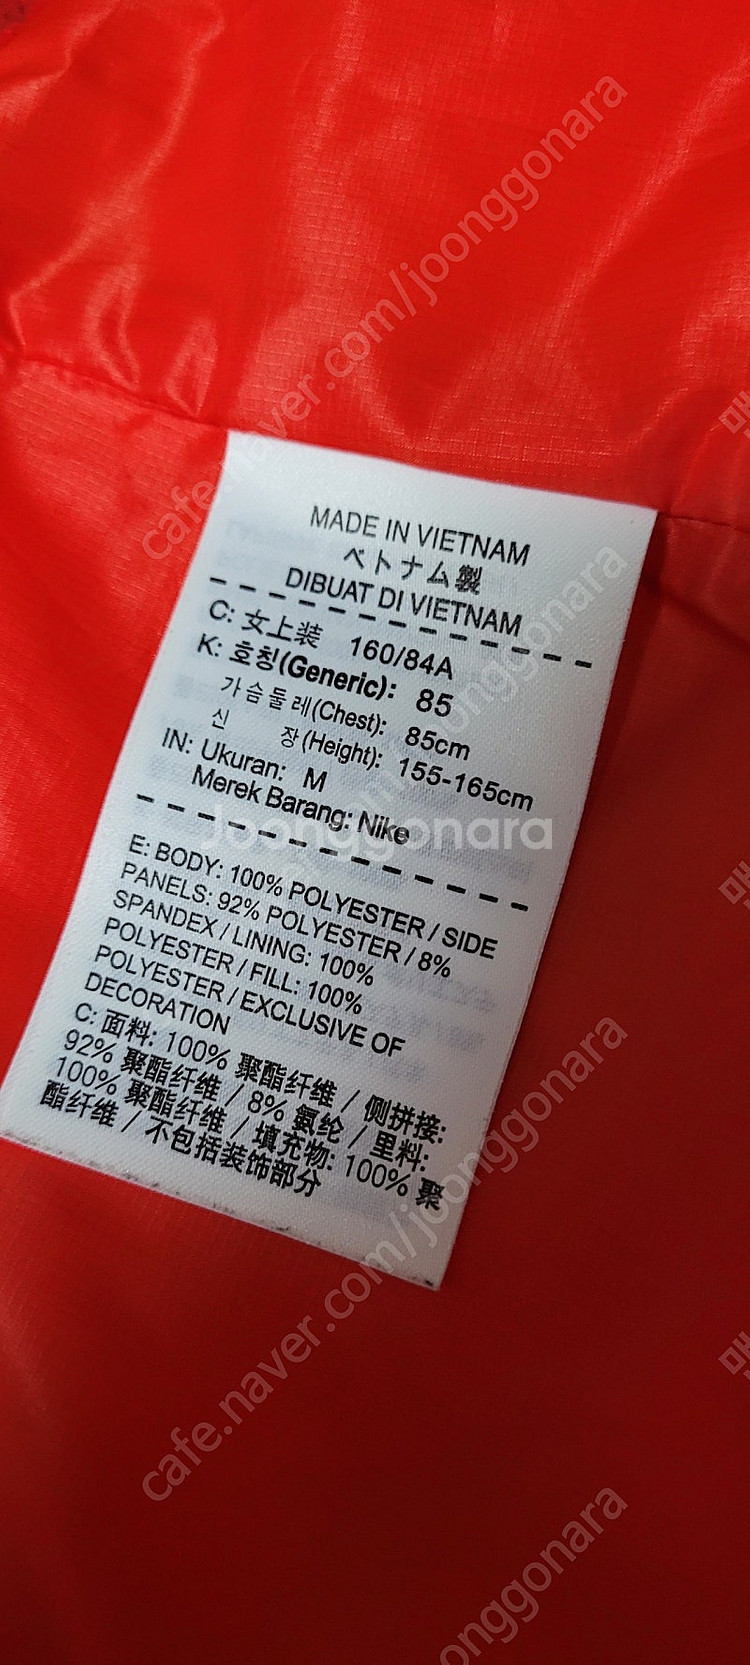 MADE IN VIETNAM
ベトナム製
DIBUAT DI VIETNAM
C: 女上装 160/84A
K: 호칭(Generic): 85
가슴둘레(Chest): 85cm
신 장(Height): 155-165cm
IN: Ukuran: M
Merek Barang: Nike
E: BODY: 100% POLYESTER / SIDE
PANELS: 92% POLYESTER / 8%
SPANDEX / LINING: 100%
POLYESTER / FILL: 100%
POLYESTER / EXCLUSIVE OF
DECORATION
C: 面料: 100% 聚酯纤维 / 侧拼接:
92% 聚酯纤维 / 8% 氨纶 / 里料:
100% 聚酯纤维 / 填充物: 100% 聚
酯纤维 / 不包括装饰部分
Joonggonara
cafe.naver.com/joonggonara
cafe.naver.com/joonggonara
cafe.naver.com/joonggonara
joonggonara